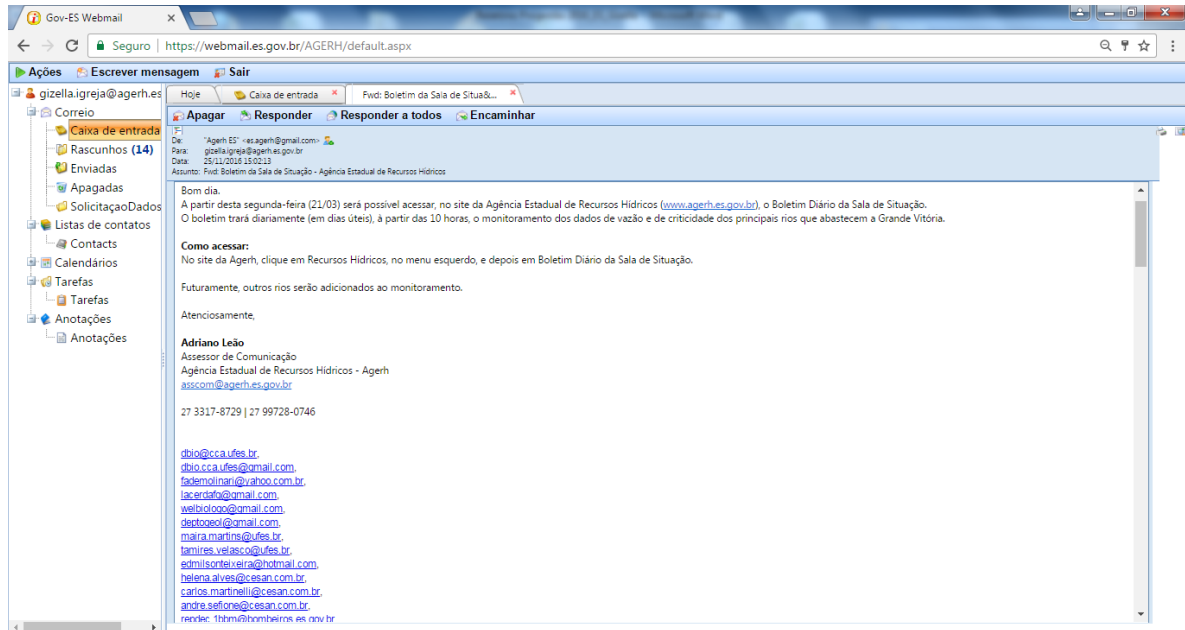 Gov-ES Webmail
Seguro | https://webmail.es.gov.br/AGERH/default.aspx
Ações Escrever mensagem Sair
gizella.igreja@agerh.es
Correio
Caixa de entrada
Rascunhos (14)
Enviadas
Apagadas
SolicitaçaoDados
Listas de contatos
Contacts
Calendários
Tarefas
Tarefas
Anotações
Anotações
Hoje Caixa de entrada Fwd: Boletim da Sala de Situa&...
Apagar Responder Responder a todos Encaminhar
De: "Agerh ES" <es.agerh@gmail.com>
Para: gizella.igreja@agerh.es.gov.br
Data: 25/11/2016 15:02:13
Assunto: Fwd: Boletim da Sala de Situação - Agência Estadual de Recursos Hídricos
Bom dia.
A partir desta segunda-feira (21/03) será possível acessar, no site da Agência Estadual de Recursos Hídricos (www.agerh.es.gov.br), o Boletim Diário da Sala de Situação.
O boletim trará diariamente (em dias úteis), à partir das 10 horas, o monitoramento dos dados de vazão e de criticidade dos principais rios que abastecem a Grande Vitória.
Como acessar:
No site da Agerh, clique em Recursos Hídricos, no menu esquerdo, e depois em Boletim Diário da Sala de Situação.
Futuramente, outros rios serão adicionados ao monitoramento.
Atenciosamente,
Adriano Leão
Assessor de Comunicação
Agência Estadual de Recursos Hídricos - Agerh
asscom@agerh.es.gov.br
27 3317-8729 | 27 99728-0746
dbio@cca.ufes.br,
dbio.cca.ufes@gmail.com,
fademolinari@yahoo.com.br,
lacerdafq@gmail.com,
welbiologo@gmail.com,
deptogeol@gmail.com,
maira.martins@ufes.br,
tamires.velasco@ufes.br,
edmilsonteixeira@hotmail.com,
helena.alves@cesan.com.br,
carlos.martinelli@cesan.com.br,
andre.sefione@cesan.com.br,
rendec.1bbm@bombeiros.es.gov.br